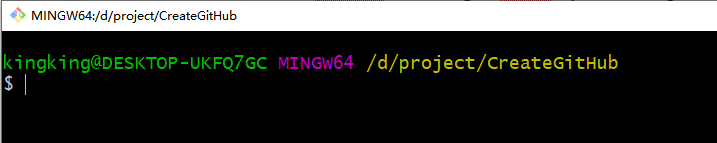 MINGW64:/d/project/CreateGitHub
kingking@DESKTOP-UKFQ7GC MINGW64 /d/project/CreateGitHub
$